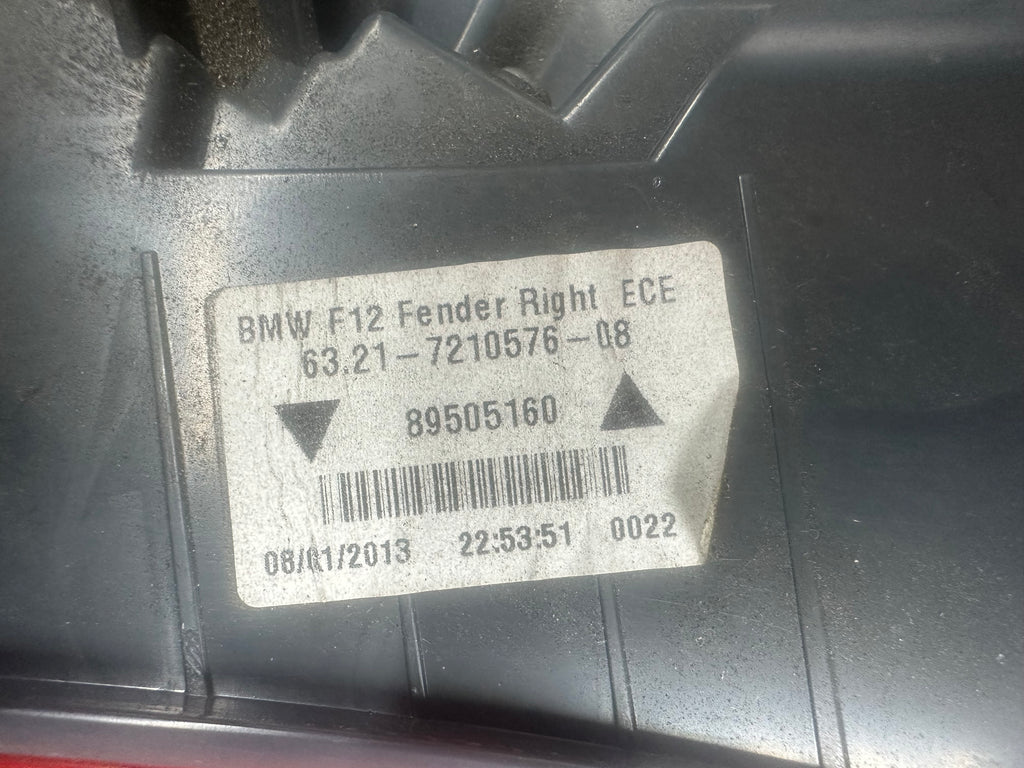 BMW F12 Fender Right ECE
63.21-7210576-08
89505160
08/01/2013 22:53:51 0022